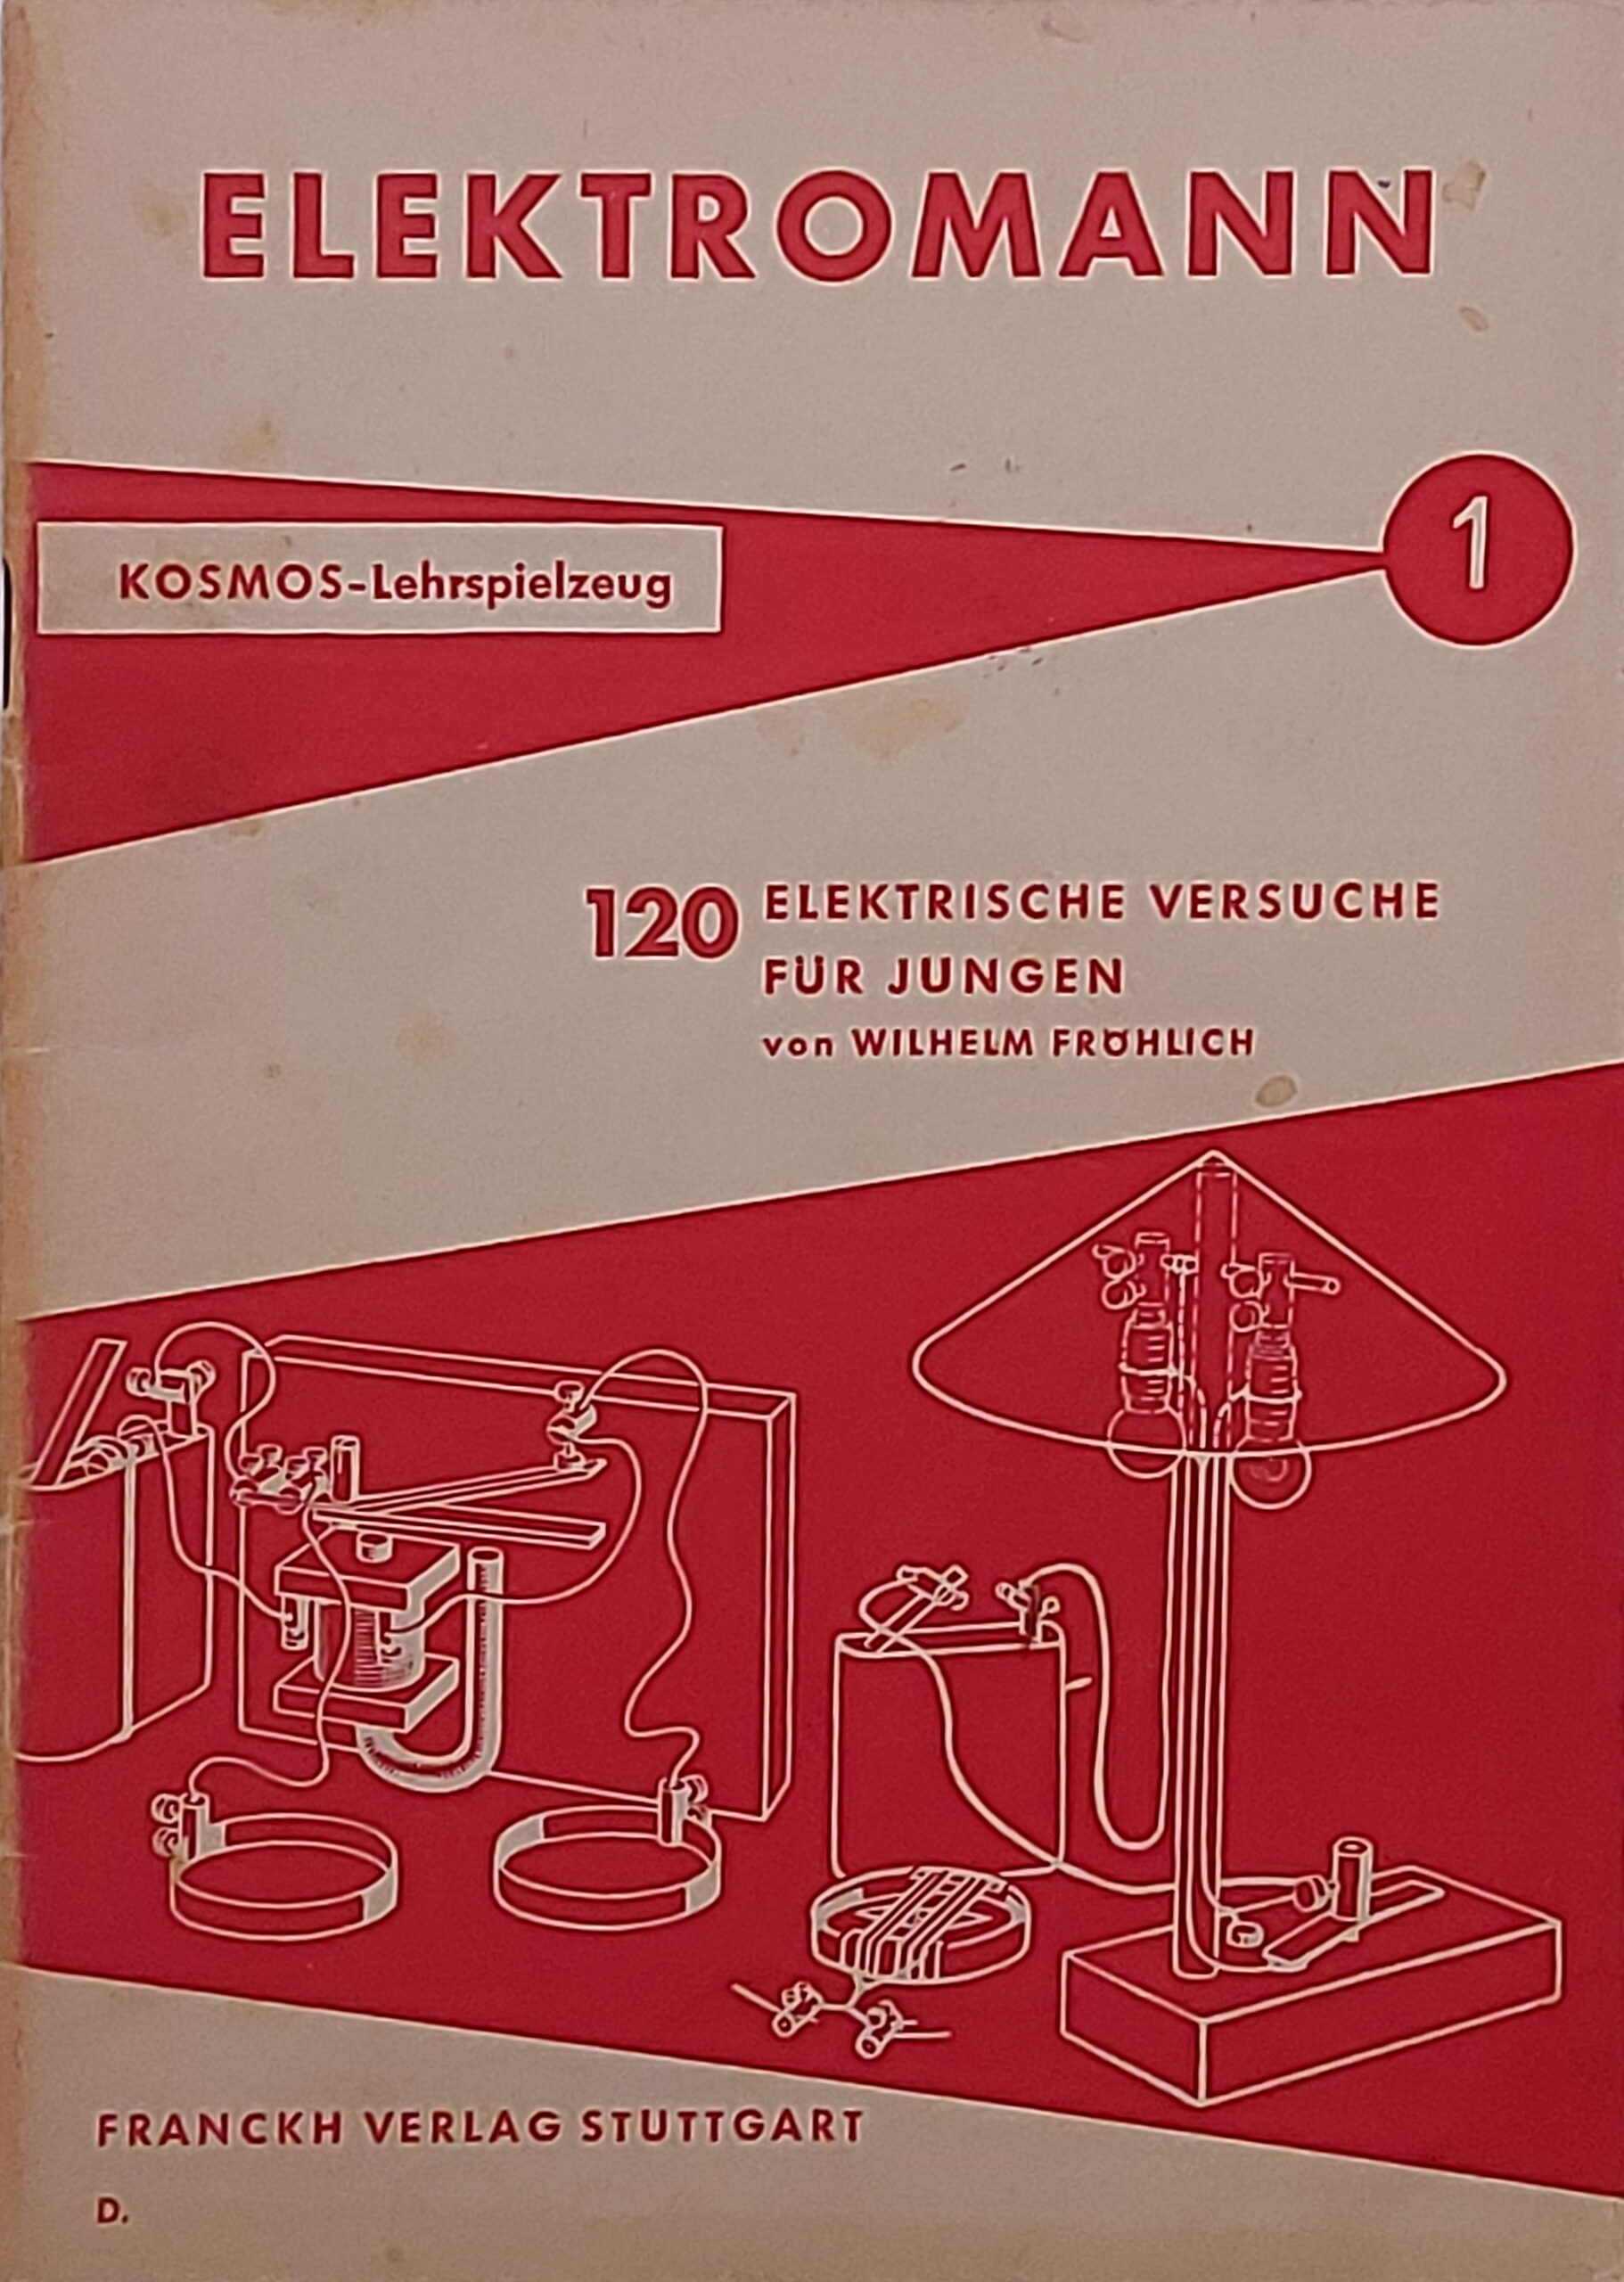 ELEKTROMANN
KOSMOS-Lehrspielzeug
1
120 ELEKTRISCHE VERSUCHE
FÜR JUNGEN
von WILHELM FRÖHLICH
FRANCKH VERLAG STUTTGART
D.